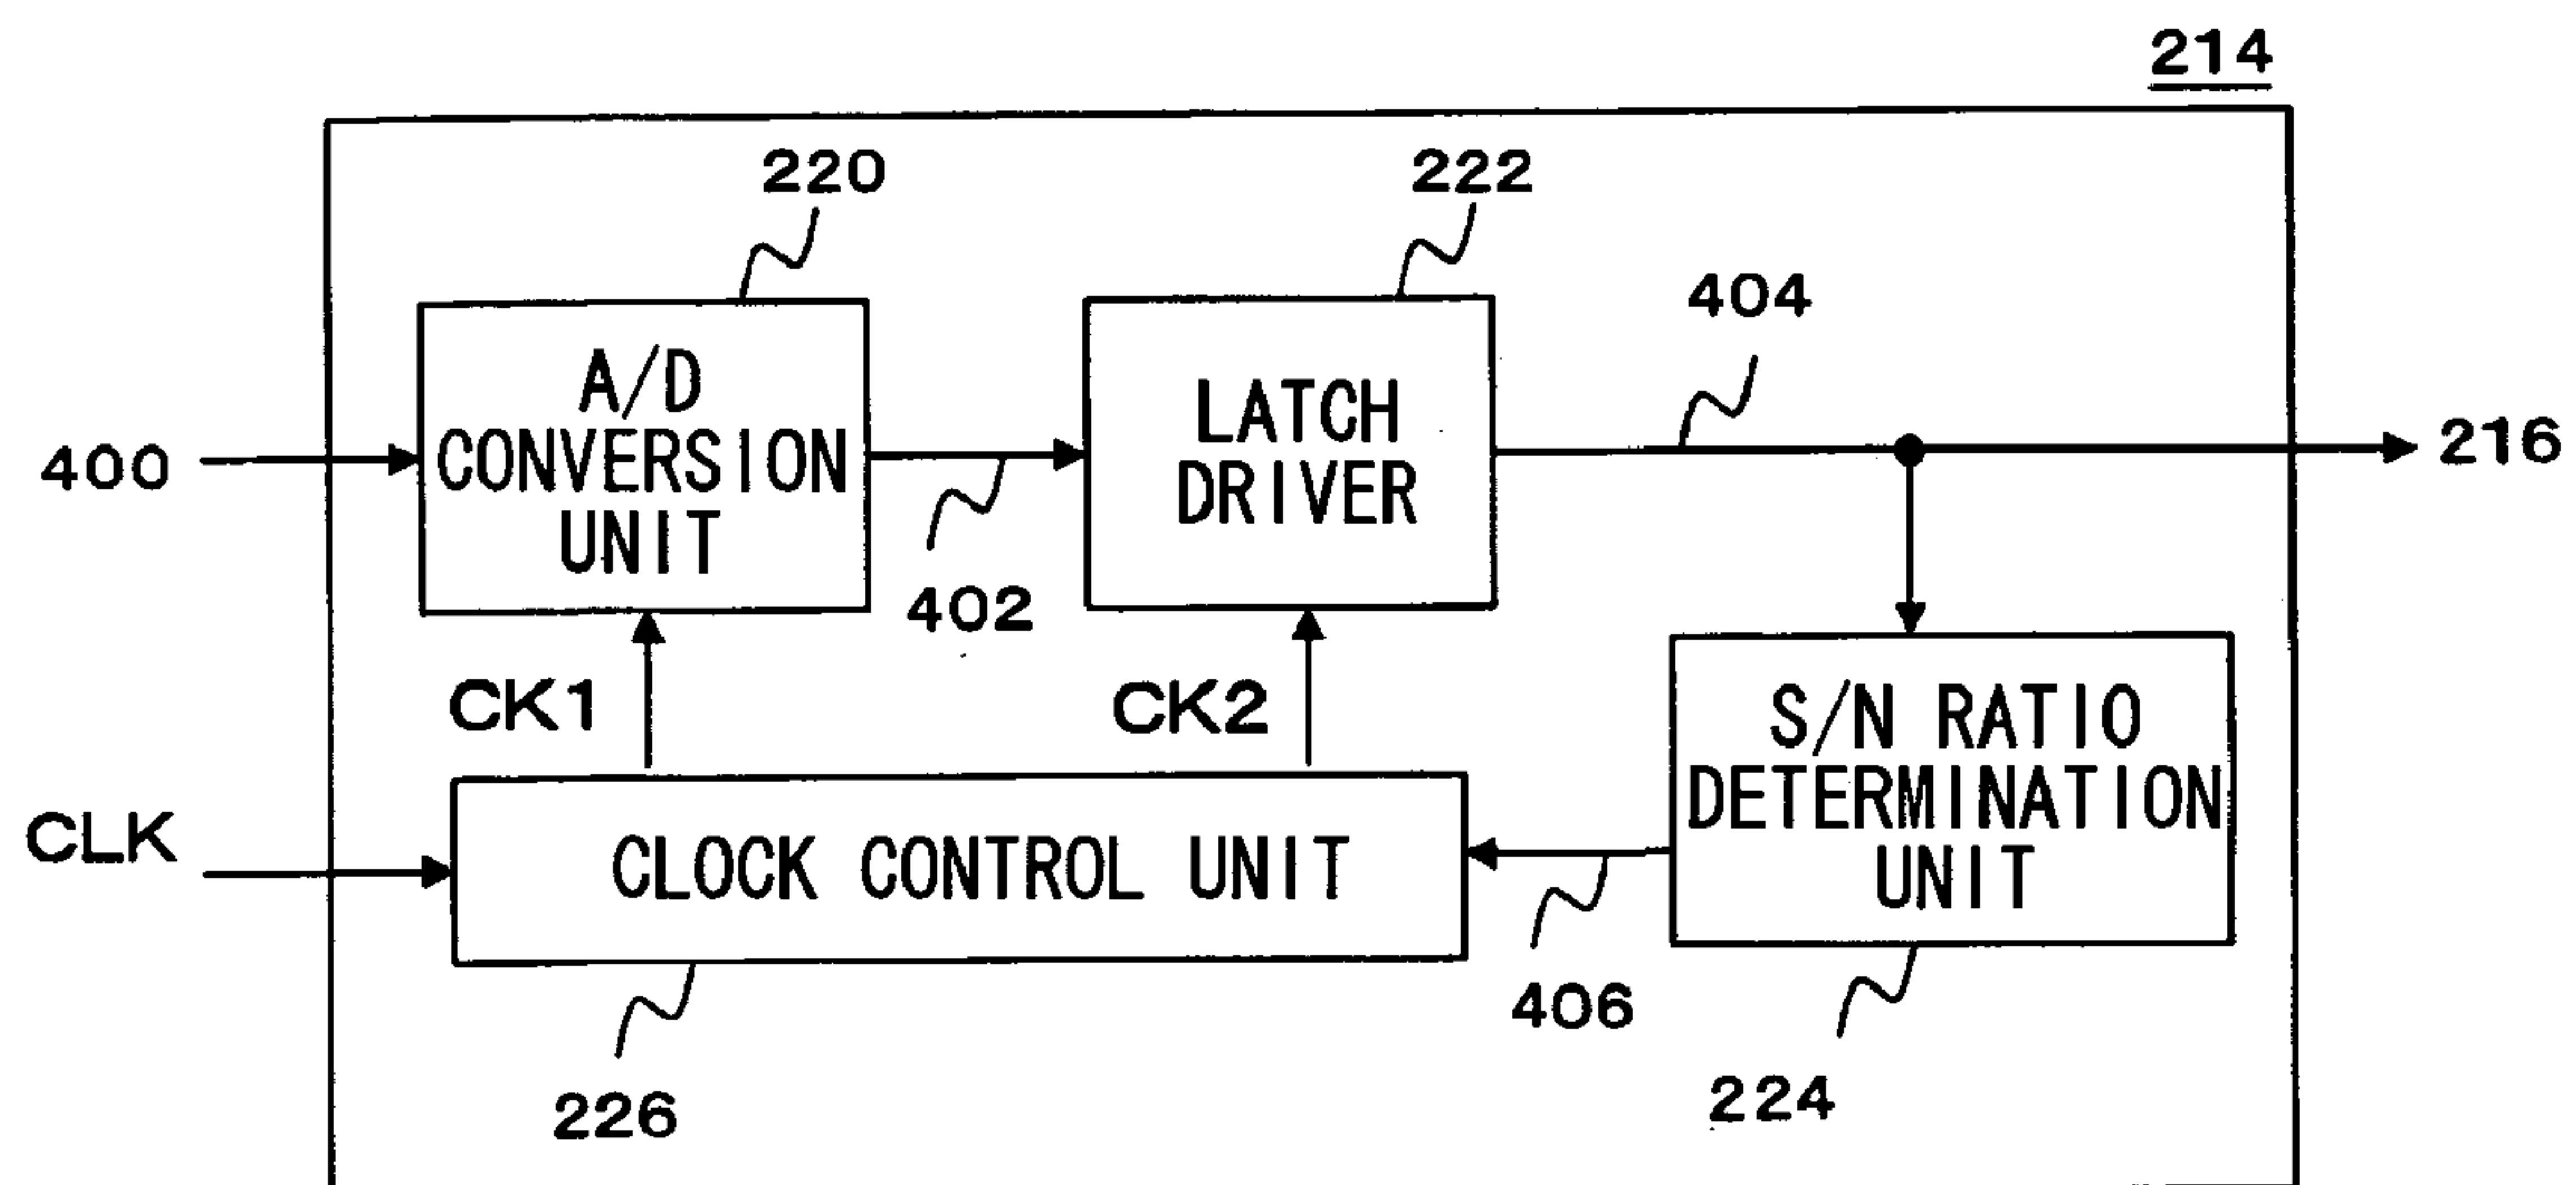 214
220
222
404
A/D
CONVERSION
UNIT
LATCH
DRIVER
400
216
402
CK1
CK2
S/N RATIO
DETERMINATION
UNIT
CLK
CLOCK CONTROL UNIT
406
226
224